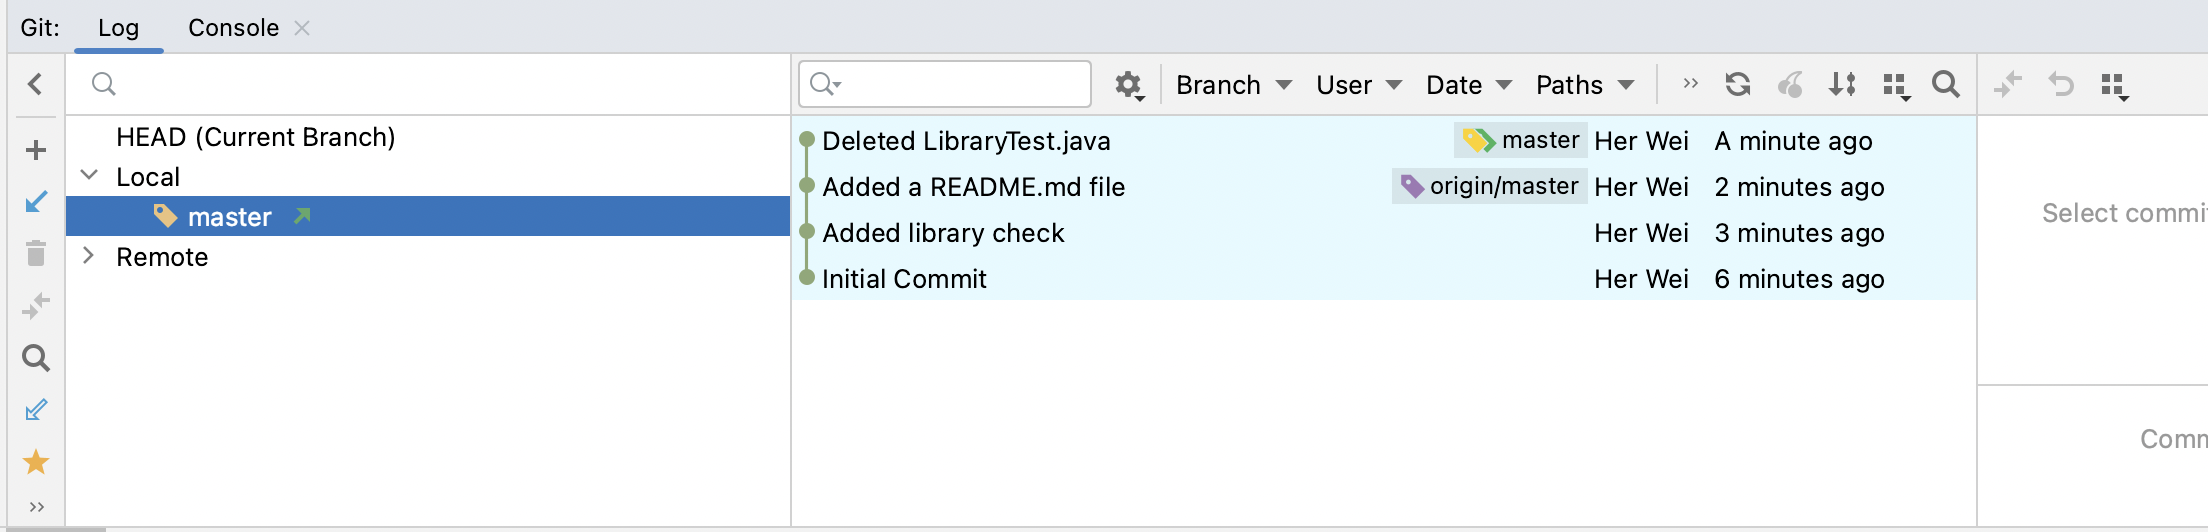 Git: Log Console
Branch User Date Paths
HEAD (Current Branch)
Local
master
Remote
Deleted LibraryTest.java master Her Wei A minute ago
Added a README.md file origin/master Her Wei 2 minutes ago
Added library check Her Wei 3 minutes ago
Initial Commit Her Wei 6 minutes ago
Select commi
Comm